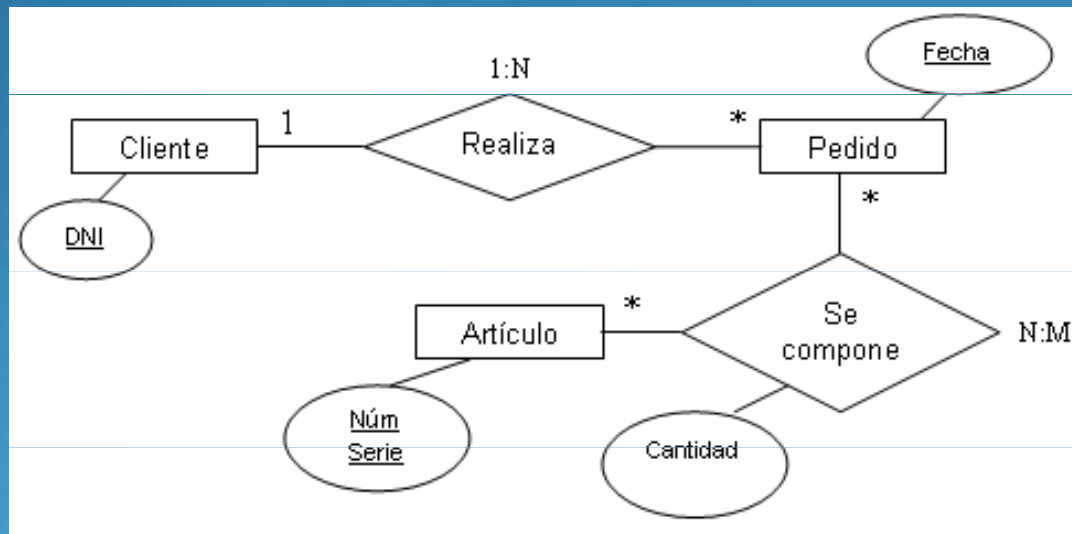 Fecha
1:N
Cliente
1
Realiza
*
Pedido
*
DNI
*
Artículo
Se
compone
N:M
Núm
Serie
Cantidad